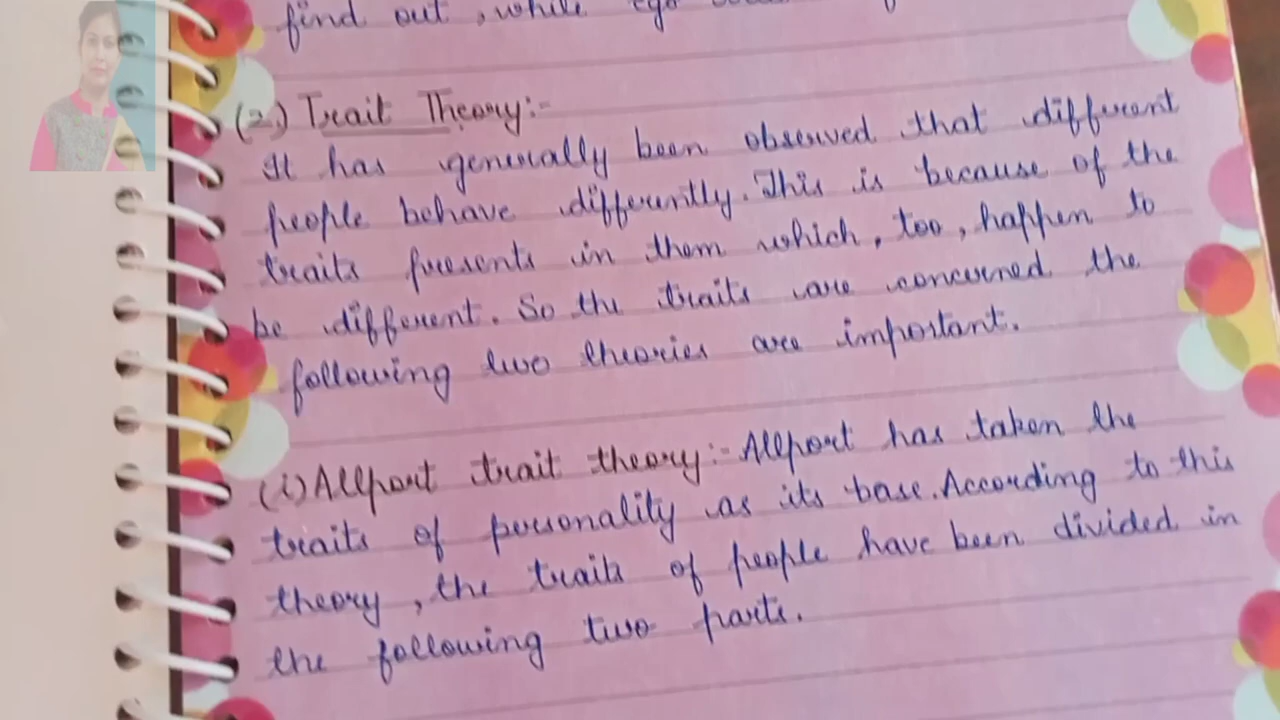 find out, while ego
(2.) Trait Theory:-
It has generally been observed that different
people behave differently. This is because of the
traits presents in them which, too, happen to
be different. So the traits are concerned the
following two theories are important.
(i) Allport trait theory:- Allport has taken the
traits of personality as its base. According to this
theory, the traits of people have been divided in
the following two parts.